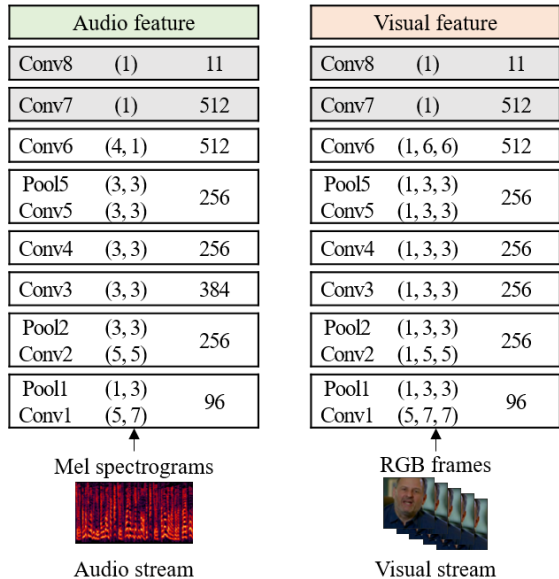 Audio feature
Conv8 (1) 11
Conv7 (1) 512
Conv6 (4, 1) 512
Pool5 (3, 3)
Conv5 (3, 3) 256
Conv4 (3, 3) 256
Conv3 (3, 3) 384
Pool2 (3, 3)
Conv2 (5, 5) 256
Pool1 (1, 3)
Conv1 (5, 7) 96
Mel spectrograms
Audio stream
Visual feature
Conv8 (1) 11
Conv7 (1) 512
Conv6 (1, 6, 6) 512
Pool5 (1, 3, 3)
Conv5 (1, 3, 3) 256
Conv4 (1, 3, 3) 256
Conv3 (1, 3, 3) 256
Pool2 (1, 3, 3)
Conv2 (1, 5, 5) 256
Pool1 (1, 3, 3)
Conv1 (5, 7, 7) 96
RGB frames
Visual stream